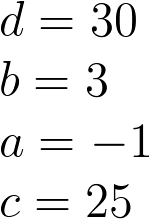 d = 30
b = 3
a = −1
c = 25